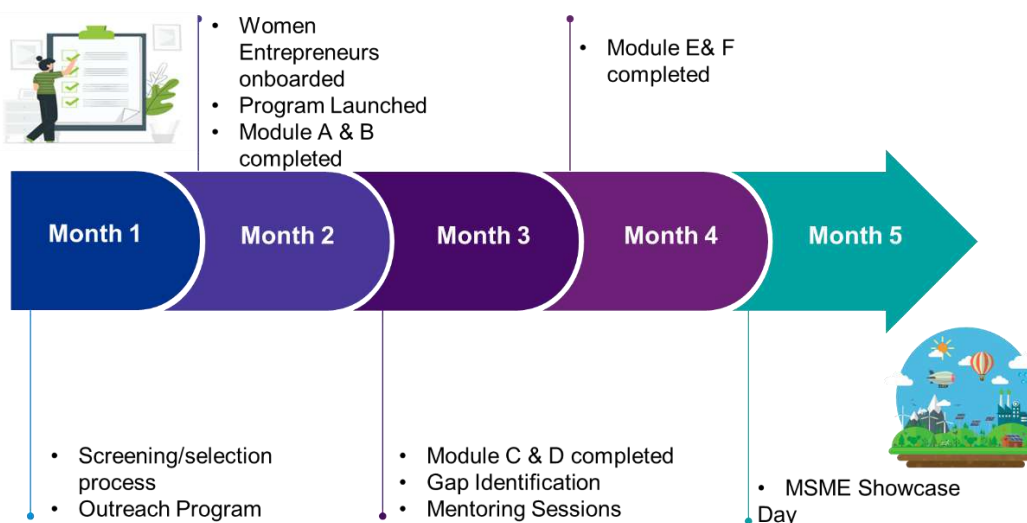 • Women
Entrepreneurs
onboarded
• Program Launched
• Module A & B
completed
• Module E& F
completed
Month 1
Month 2
Month 3
Month 4
Month 5
• Screening/selection
process
• Outreach Program
• Module C & D completed
• Gap Identification
• Mentoring Sessions
• MSME Showcase
Day